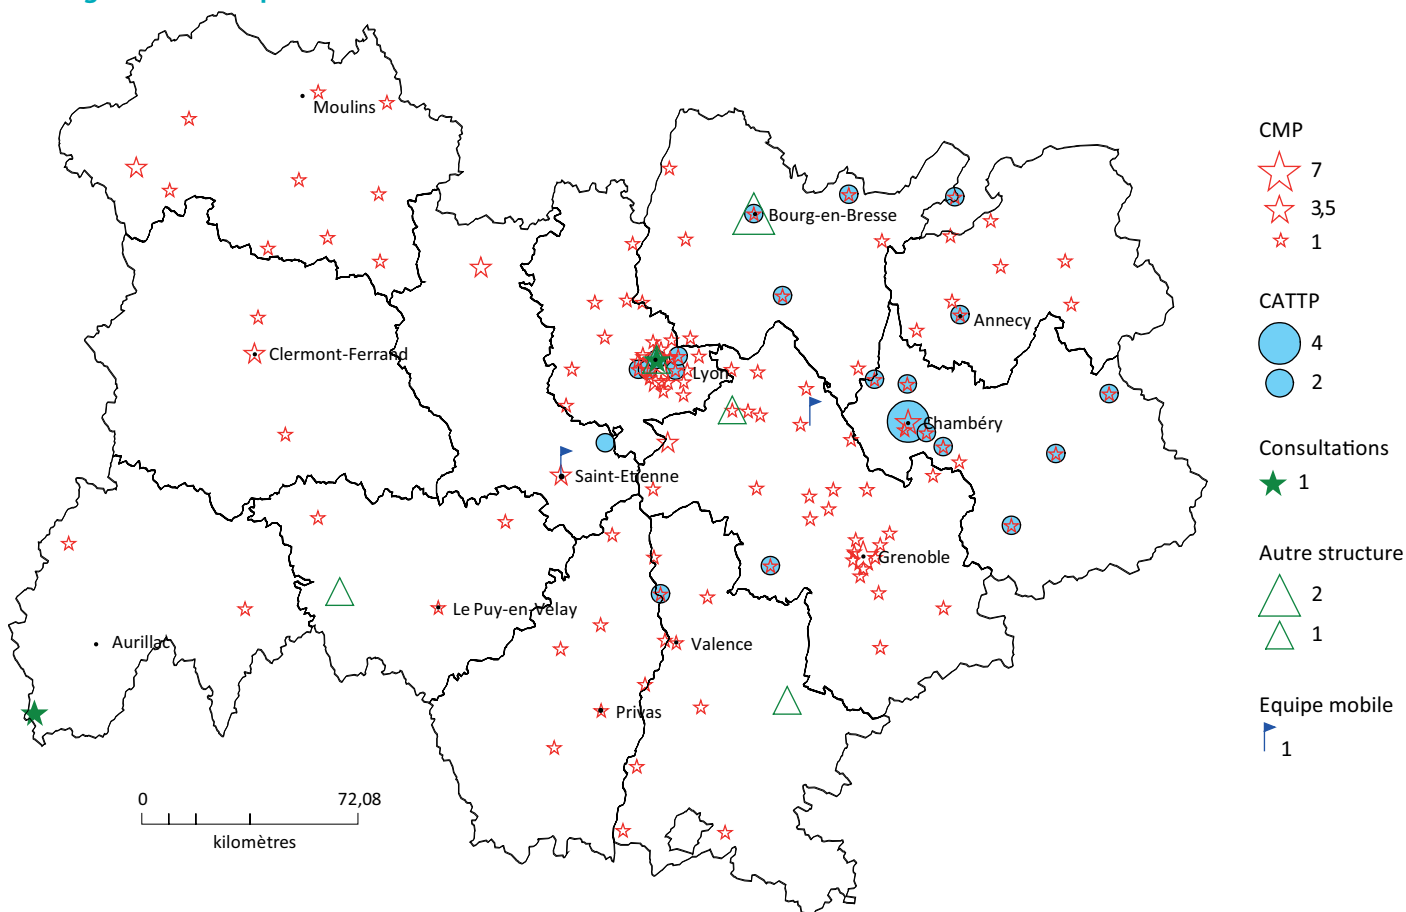 Moulins
Bourg-en-Bresse
Annecy
Clermont-Ferrand
Lyon
Chambéry
Saint-Etienne
Grenoble
Le Puy-en-Velay
Aurillac
Valence
Privas
0 72,08
kilomètres
CMP
7
3,5
1
CATTP
4
2
Consultations
1
Autre structure
2
1
Equipe mobile
1